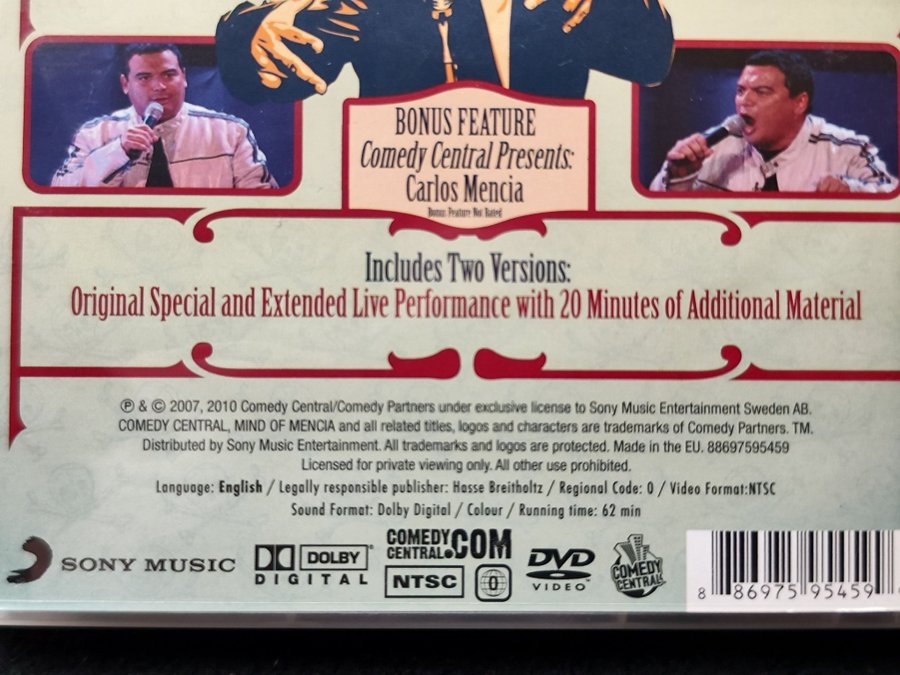 BONUS FEATURE
Comedy Central Presents:
Carlos Mencia
Bonus Feature Not Rated
Includes Two Versions:
Original Special and Extended Live Performance with 20 Minutes of Additional Material
℗ & © 2007, 2010 Comedy Central/Comedy Partners under exclusive license to Sony Music Entertainment Sweden AB.
COMEDY CENTRAL, MIND OF MENCIA and all related titles, logos and characters are trademarks of Comedy Partners. TM.
Distributed by Sony Music Entertainment. All trademarks and logos are protected. Made in the EU. 88697595459
Licensed for private viewing only. All other use prohibited.
Language: English / Legally responsible publisher: Hasse Breitholtz / Regional Code: 0 / Video Format:NTSC
Sound Format: Dolby Digital / Colour / Running time: 62 min
SONY MUSIC
DOLBY
DIGITAL
COMEDY
CENTRAL.COM
NTSC
0
DVD
VIDEO
COMEDY
CENTRAL
8 86975 95459